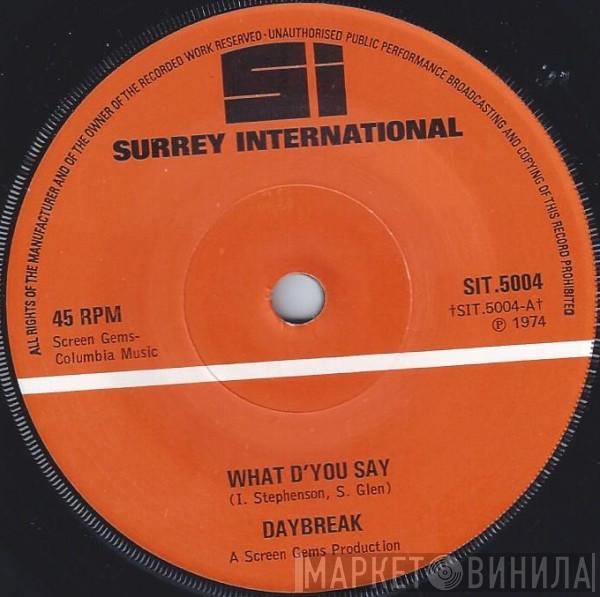 ALL RIGHTS OF THE MANUFACTURER AND OF THE OWNER OF THE RECORDED WORK RESERVED·UNAUTHORISED PUBLIC PERFORMANCE BROADCASTING AND COPYING OF THIS RECORD PROHIBITED
si
SURREY INTERNATIONAL
45 RPM
Screen Gems-
Columbia Music
SIT.5004
†SIT.5004-A†
℗ 1974
WHAT D'YOU SAY
(I. Stephenson, S. Glen)
DAYBREAK
A Screen Gems Production
МАРКЕТ ВИНИЛА